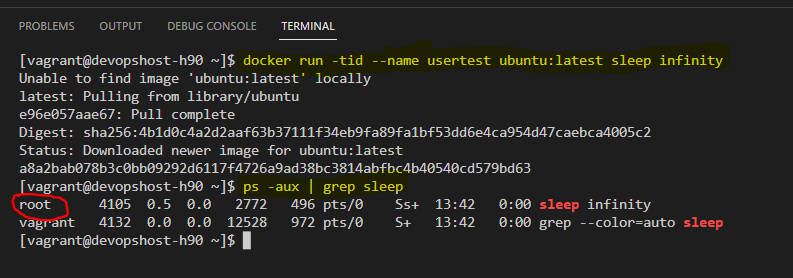 PROBLEMS OUTPUT DEBUG CONSOLE TERMINAL
[vagrant@devopshost-h90 ~]$ docker run -tid --name usertest ubuntu:latest sleep infinity
Unable to find image 'ubuntu:latest' locally
latest: Pulling from library/ubuntu
e96e057aae67: Pull complete
Digest: sha256:4b1d0c4a2d2aaf63b37111f34eb9fa89fa1bf53dd6e4ca954d47caebca4005c2
Status: Downloaded newer image for ubuntu:latest
a8a2bab078b3c0bb09292d6117f4726a9ad38bc3814abfbc4b40540cd579bd63
[vagrant@devopshost-h90 ~]$ ps -aux | grep sleep
root 4105 0.5 0.0 2772 496 pts/0 Ss+ 13:42 0:00 sleep infinity
vagrant 4132 0.0 0.0 12528 972 pts/0 S+ 13:42 0:00 grep --color=auto sleep
[vagrant@devopshost-h90 ~]$